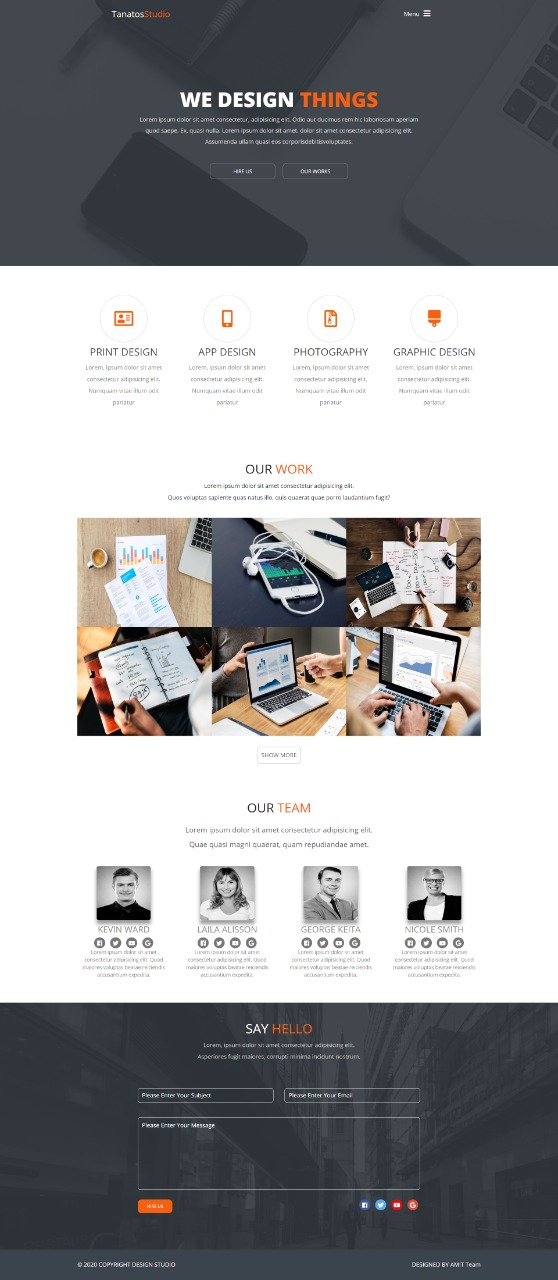 TanatosStudio
Menu
WE DESIGN THINGS
Lorem ipsum dolor sit amet consectetur, adipisicing elit. Odio aut ducimus rem hic laboriosam aperiam
quod saepe. Ex, quasi nulla. Lorem ipsum dolor sit amet, dolor sit amet consectetur adipisicing elit.
Assumenda ullam quasi eos corporisdebitisvoluptates.
HIRE US
OUR WORKS
PRINT DESIGN
Lorem, ipsum dolor sit amet
consectetur adipisicing elit.
Numquam vitae illum odit
pariatur
APP DESIGN
Lorem, ipsum dolor sit amet
consectetur adipisicing elit.
Numquam vitae illum odit
pariatur
PHOTOGRAPHY
Lorem, ipsum dolor sit amet
consectetur adipisicing elit.
Numquam vitae illum odit
pariatur
GRAPHIC DESIGN
Lorem, ipsum dolor sit amet
consectetur adipisicing elit.
Numquam vitae illum odit
pariatur
OUR WORK
Lorem ipsum dolor sit amet consectetur adipisicing elit.
Quos voluptas sapiente quas natus illo, quis quaerat quae porro laudantium fugit?
SHOW MORE
OUR TEAM
Lorem ipsum dolor sit amet consectetur adipisicing elit.
Quae quasi magni quaerat, quam repudiandae amet.
KEVIN WARD
Lorem ipsum dolor sit amet
consectetur adipisicing elit. Quod
maiores voluptas beatae reiciendis
accusantium expedita.
LAILA ALISSON
Lorem ipsum dolor sit amet
consectetur adipisicing elit. Quod
maiores voluptas beatae reiciendis
accusantium expedita.
GEORGE KEITA
Lorem ipsum dolor sit amet
consectetur adipisicing elit. Quod
maiores voluptas beatae reiciendis
accusantium expedita.
NICOLE SMITH
Lorem ipsum dolor sit amet
consectetur adipisicing elit. Quod
maiores voluptas beatae reiciendis
accusantium expedita.
SAY HELLO
Lorem, ipsum dolor sit amet consectetur adipisicing elit.
Asperiores fugit maiores, corrupti minima incidunt nostrum.
Please Enter Your Subject
Please Enter Your Email
Please Enter Your Message
HIRE US
© 2020 COPYRIGHT DESIGN STUDIO
DESIGNED BY AMIT Team